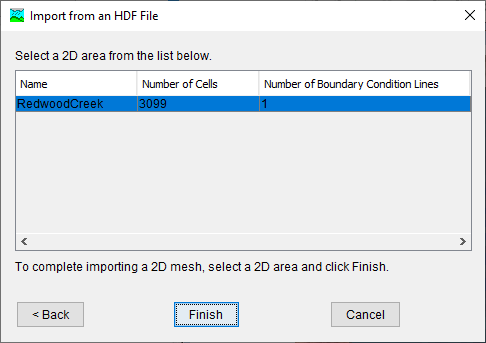 Import from an HDF File
Select a 2D area from the list below.
Name Number of Cells Number of Boundary Condition Lines
RedwoodCreek 3099 1
To complete importing a 2D mesh, select a 2D area and click Finish.
< Back Finish Cancel